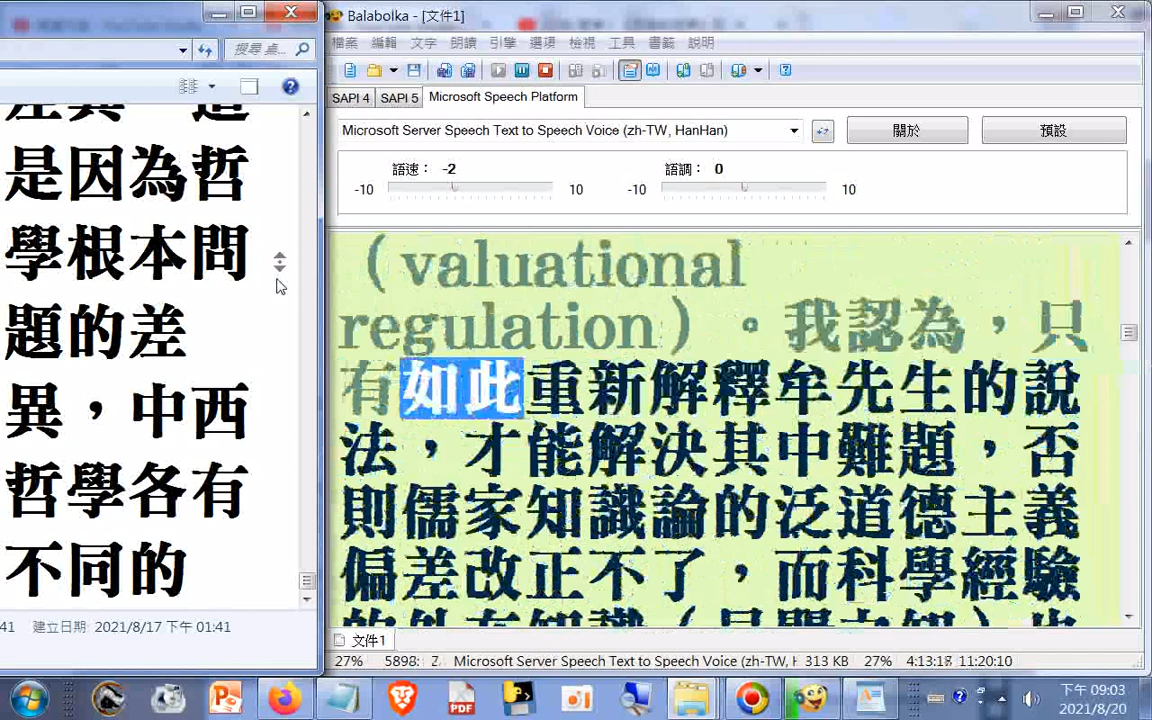 Balabolka - [文件1]
檔案 編輯 文字 朗讀 引擎 選項 檢視 工具 書籤 說明
搜尋 桌...
SAPI 4 SAPI 5 Microsoft Speech Platform
Microsoft Server Speech Text to Speech Voice (zh-TW, HanHan)
關於
預設
語速： -2
-10 10
語調： 0
-10 10
是因為哲
學根本問
題的差
異，中西
哲學各有
不同的
41 建立日期: 2021/8/17 下午 01:41
（valuational
regulation）。我認為，只
有如此重新解釋牟先生的說
法，才能解決其中難題，否
則儒家知識論的泛道德主義
偏差改正不了，而科學經驗
文件1
27% 5898: Z Microsoft Server Speech Text to Speech Voice (zh-TW, H 313 KB 27% 4:13:18 11:20:10
PDF
下午 09:03
2021/8/20